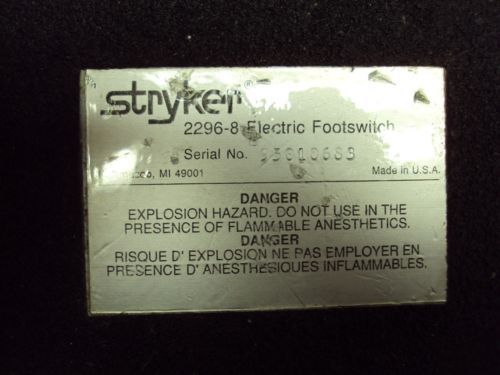 stryker®
2296-8 Electric Footswitch
Serial No.
MI 49001 Made in U.S.A.
DANGER
EXPLOSION HAZARD. DO NOT USE IN THE
PRESENCE OF FLAMMABLE ANESTHETICS.
DANGER
RISQUE D' EXPLOSION NE PAS EMPLOYER EN
PRESENCE D' ANESTHESIQUES INFLAMMABLES.